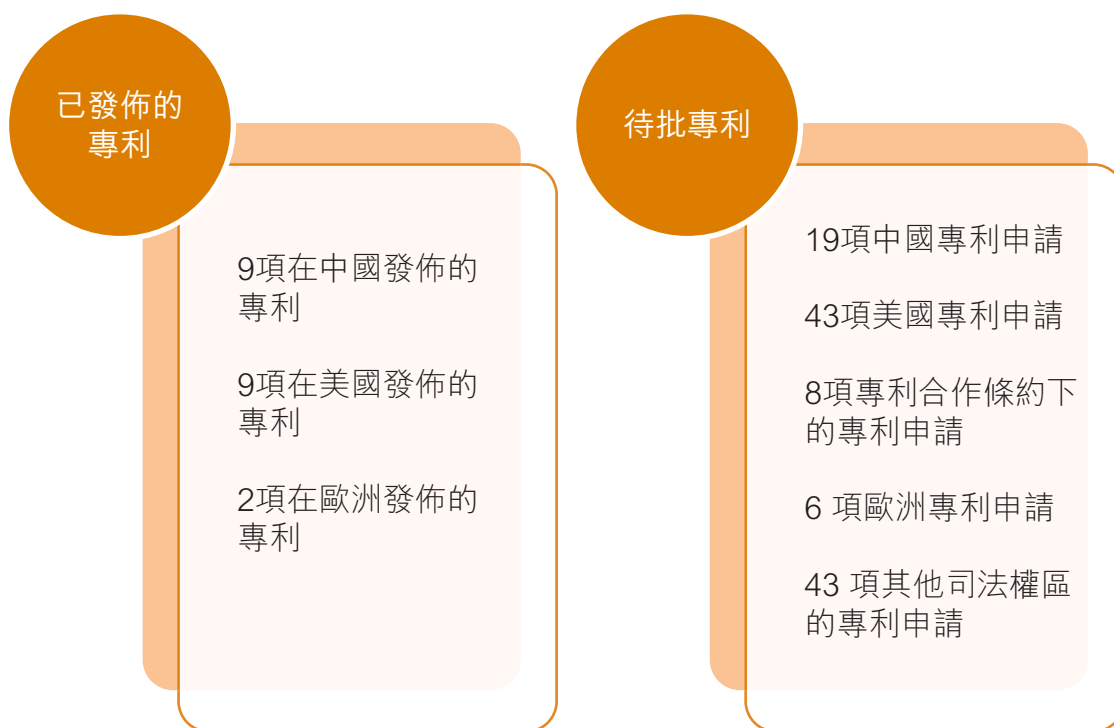 已發佈的
專利
9項在中國發佈的
專利
9項在美國發佈的
專利
2項在歐洲發佈的
專利
待批專利
19項中國專利申請
43項美國專利申請
8項專利合作條約下
的專利申請
6 項歐洲專利申請
43 項其他司法權區
的專利申請